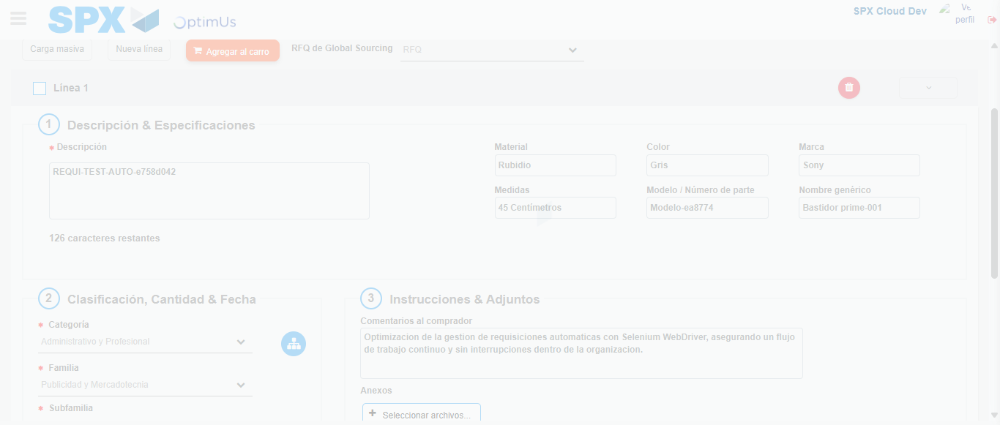 SPX
OptimUs
SPX Cloud Dev
Ve
perfil
Carga masiva
Nueva línea
Agregar al carro
RFQ de Global Sourcing
RFQ
Línea 1
1 Descripción & Especificaciones
* Descripción
REQUI-TEST-AUTO-e758d042
126 caracteres restantes
Material
Color
Marca
Rubidio
Gris
Sony
Medidas
Modelo / Número de parte
Nombre genérico
45 Centímetros
Modelo-ea8774
Bastidor prime-001
2 Clasificación, Cantidad & Fecha
* Categoría
Administrativo y Profesional
* Familia
Publicidad y Mercadotecnia
* Subfamilia
3 Instrucciones & Adjuntos
Comentarios al comprador
Optimizacion de la gestion de requisiciones automaticas con Selenium WebDriver, asegurando un flujo
de trabajo continuo y sin interrupciones dentro de la organizacion.
Anexos
+ Seleccionar archivos...